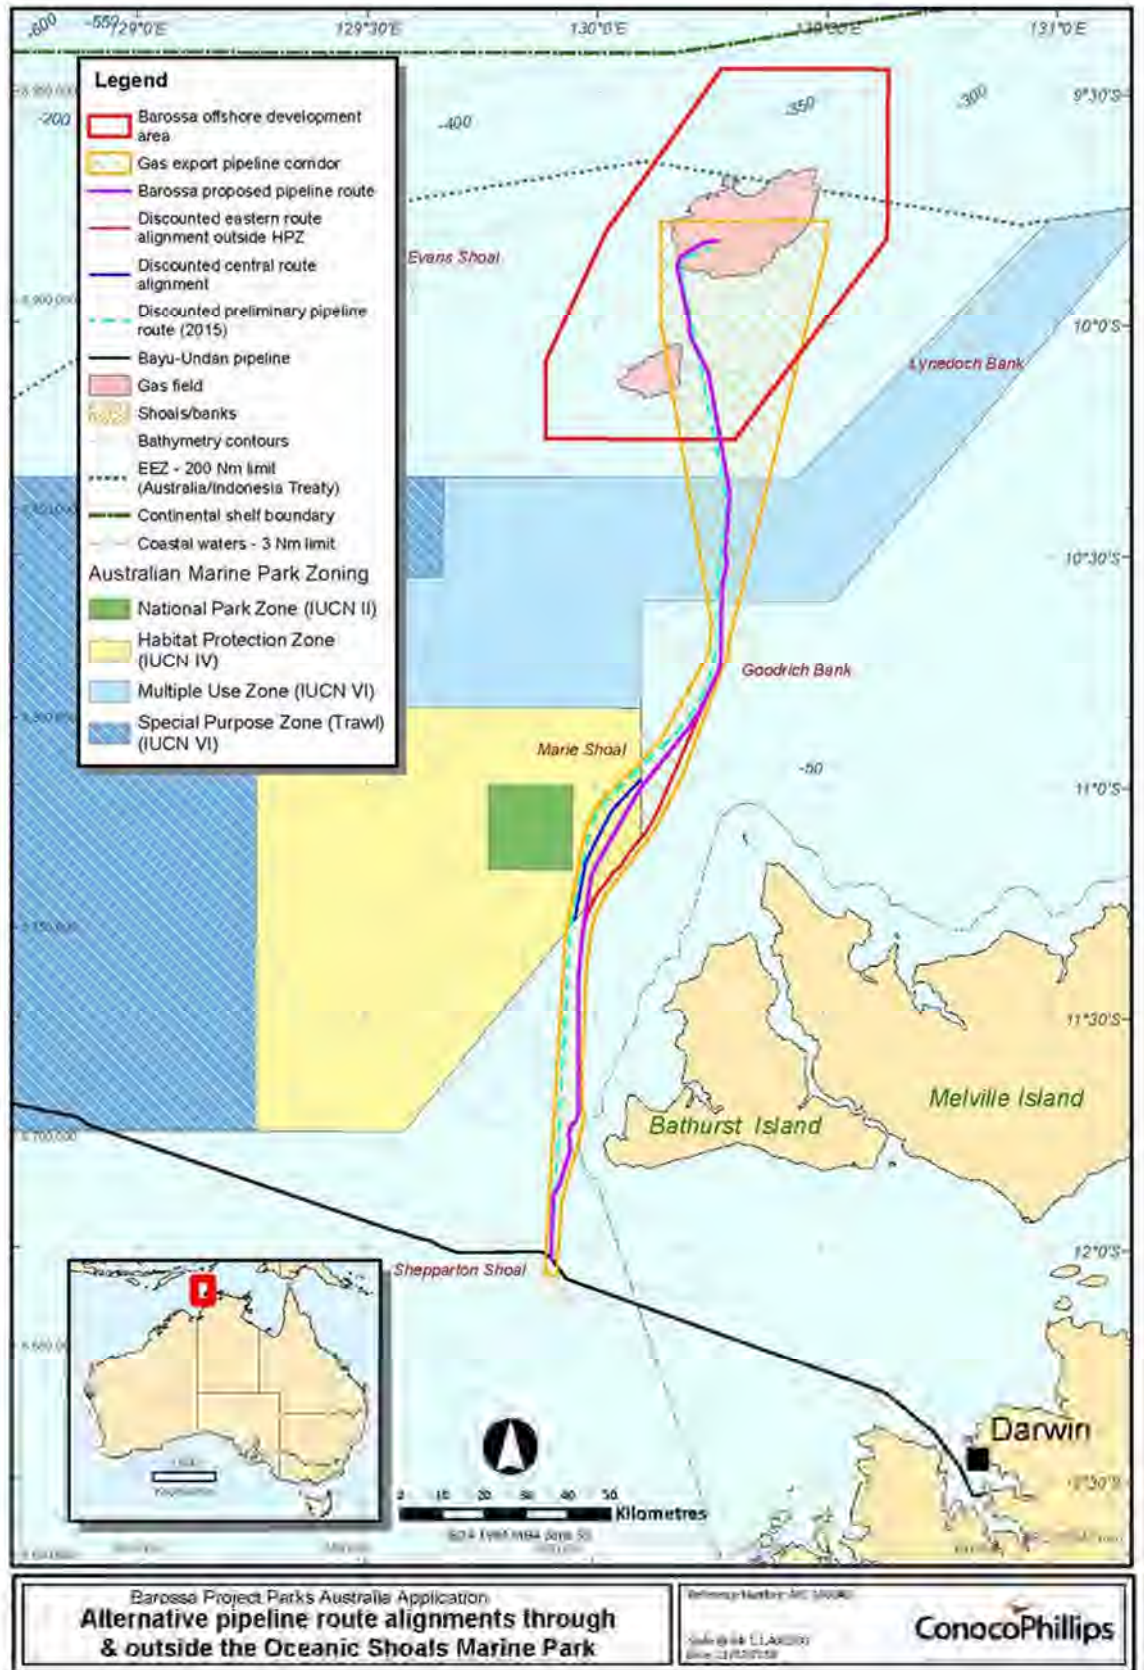 -600
-550
129°0'E
129°30'E
130°0'E
131°0'E
Legend
Barossa offshore development
area
Gas export pipeline corridor
Barossa proposed pipeline route
Discounted eastern route
alignment outside HPZ
Discounted central route
alignment
Discounted preliminary pipeline
route (2015)
Bayu-Undan pipeline
Gas field
Shoals/banks
Bathymetry contours
EEZ - 200 Nm limit
(Australia/Indonesia Treaty)
Continental shelf boundary
Coastal waters - 3 Nm limit
Australian Marine Park Zoning
National Park Zone (IUCN II)
Habitat Protection Zone
(IUCN IV)
Multiple Use Zone (IUCN VI)
Special Purpose Zone (Trawl)
(IUCN VI)
-200
-400
-350
-300
9°30'S
Evans Shoal
10°0'S
Lynedoch Bank
10°30'S
Goodrich Bank
Marie Shoal
-50
11°0'S
11°30'S
Melville Island
Bathurst Island
12°0'S
Shepparton Shoal
Darwin
0 10 20 30 40 50
Kilometres
Barossa Project Parks Australia Application
Alternative pipeline route alignments through
& outside the Oceanic Shoals Marine Park
ConocoPhillips